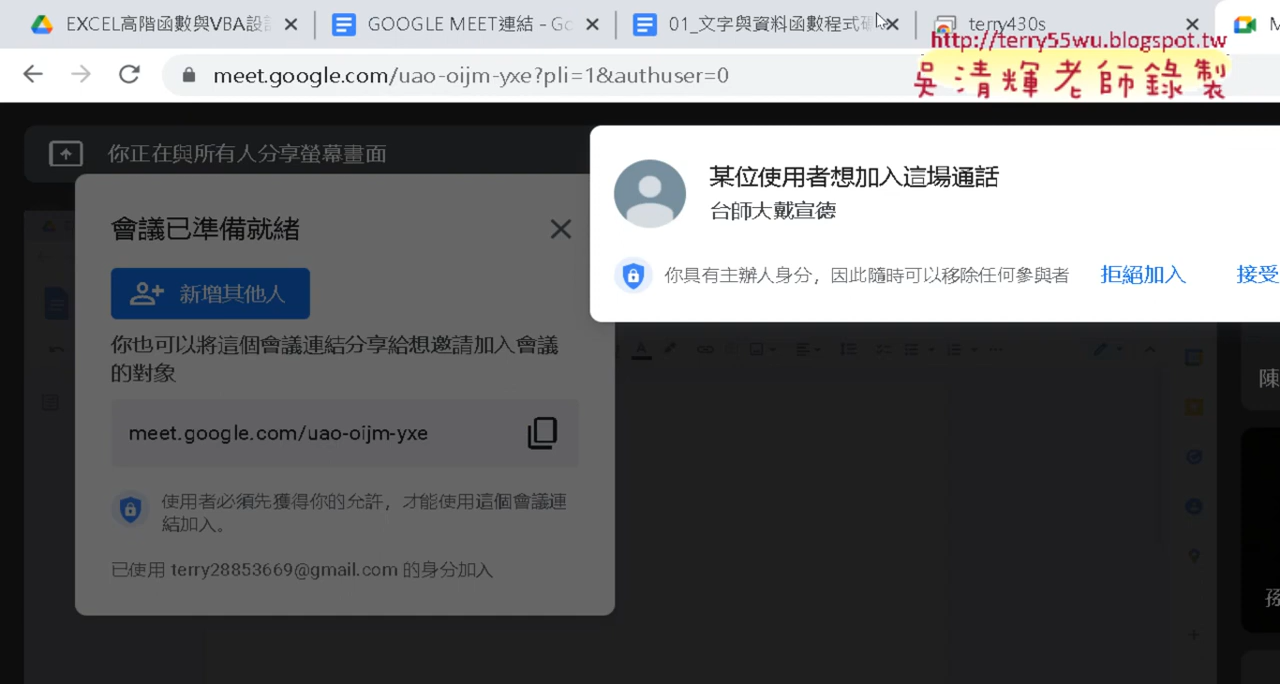 EXCEL高階函數與VBA設
GOOGLE MEET連結 - Go
01_文字與資料函數程式碼
terry430s
M
http://terry55wu.blogspot.tw
吳清輝老師錄製
meet.google.com/uao-oijm-yxe?pli=1&authuser=0
你正在與所有人分享螢幕畫面
某位使用者想加入這場通話
台師大戴宣德
你具有主辦人身分，因此隨時可以移除任何參與者
拒絕加入
接受
會議已準備就緒
新增其他人
你也可以將這個會議連結分享給想邀請加入會議
的對象
meet.google.com/uao-oijm-yxe
使用者必須先獲得你的允許，才能使用這個會議連
結加入。
已使用 terry28853669@gmail.com 的身分加入
陳
孫